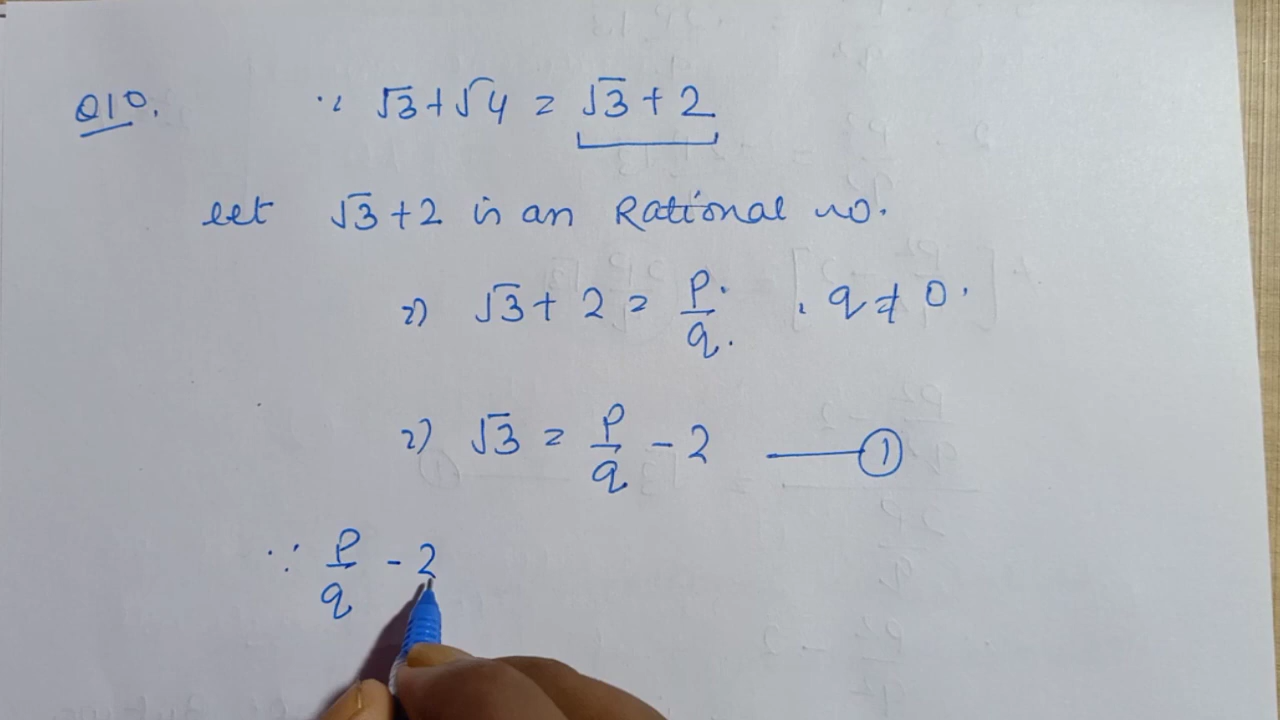 Q10. ∵ √3 + √4 = √3 + 2
let √3 + 2 is an Rational no.
⇒ √3 + 2 = p/q , q ≠ 0.
⇒ √3 = p/q - 2 —— ①
∵ p/q - 2